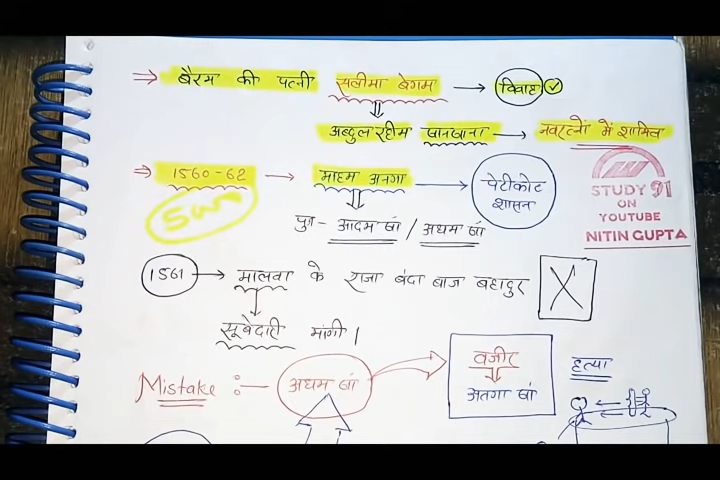 ⇒ बैरम की पत्नी सलीमा बेगम → विवाह
अब्दुल रहीम खानखाना → नवरत्नों में शामिल
⇒ 1560-62 → माहम अनगा → पेटीकोट शासन
पुत्र - आदम खां / अधम खां
STUDY 91
ON
YOUTUBE
NITIN GUPTA
1561 → मालवा के राजा बंदा बाज बहादुर X
सूबेदारी मांगी।
Mistake :- अधम खां
वजीर
अतगा खां
हत्या